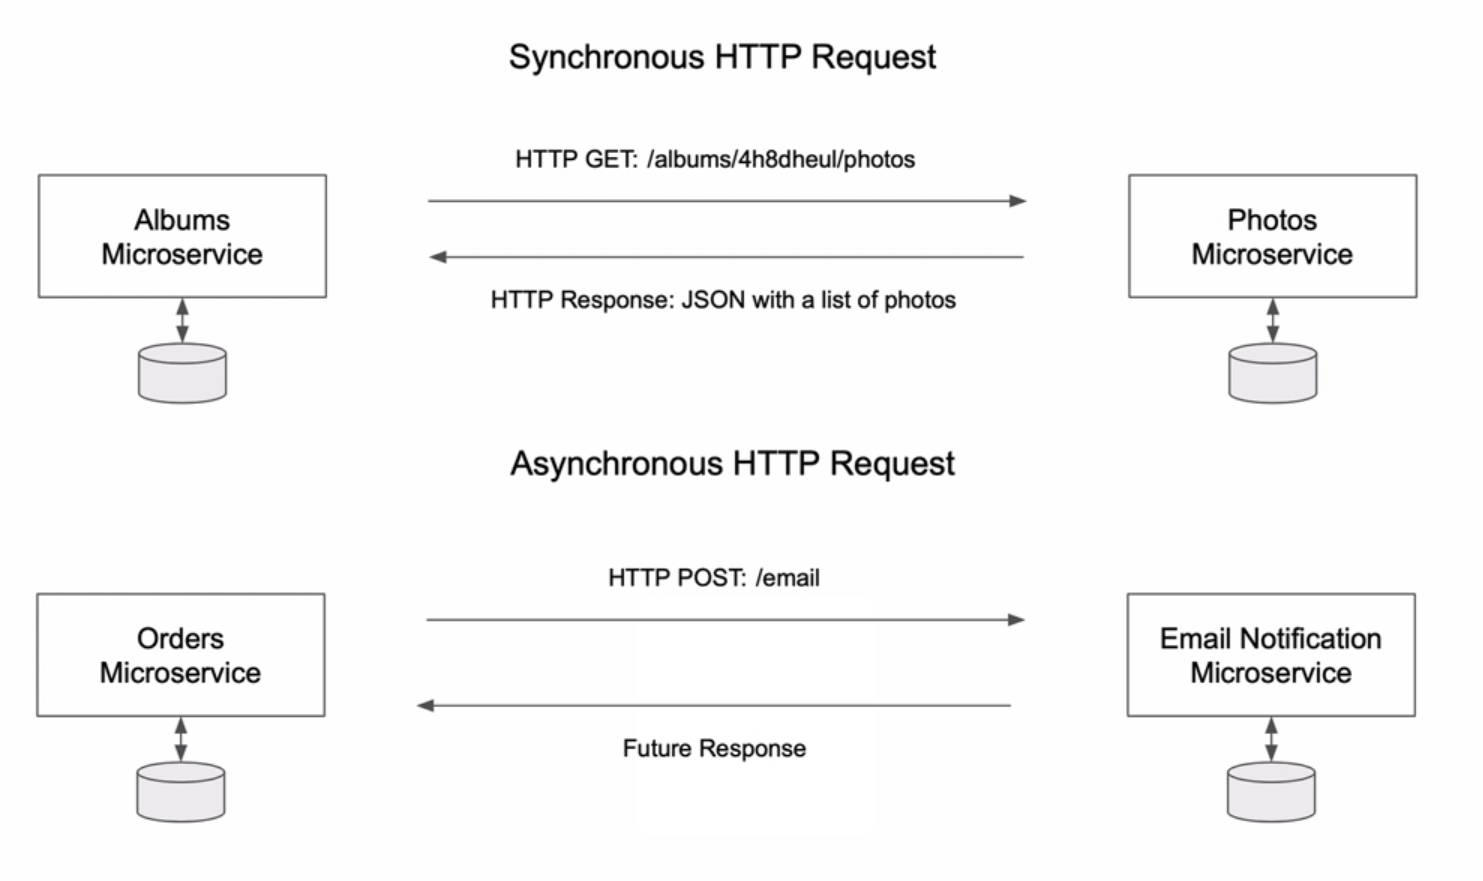 Synchronous HTTP Request
HTTP GET: /albums/4h8dheul/photos
Albums
Microservice
Photos
Microservice
HTTP Response: JSON with a list of photos
Asynchronous HTTP Request
HTTP POST: /email
Orders
Microservice
Email Notification
Microservice
Future Response